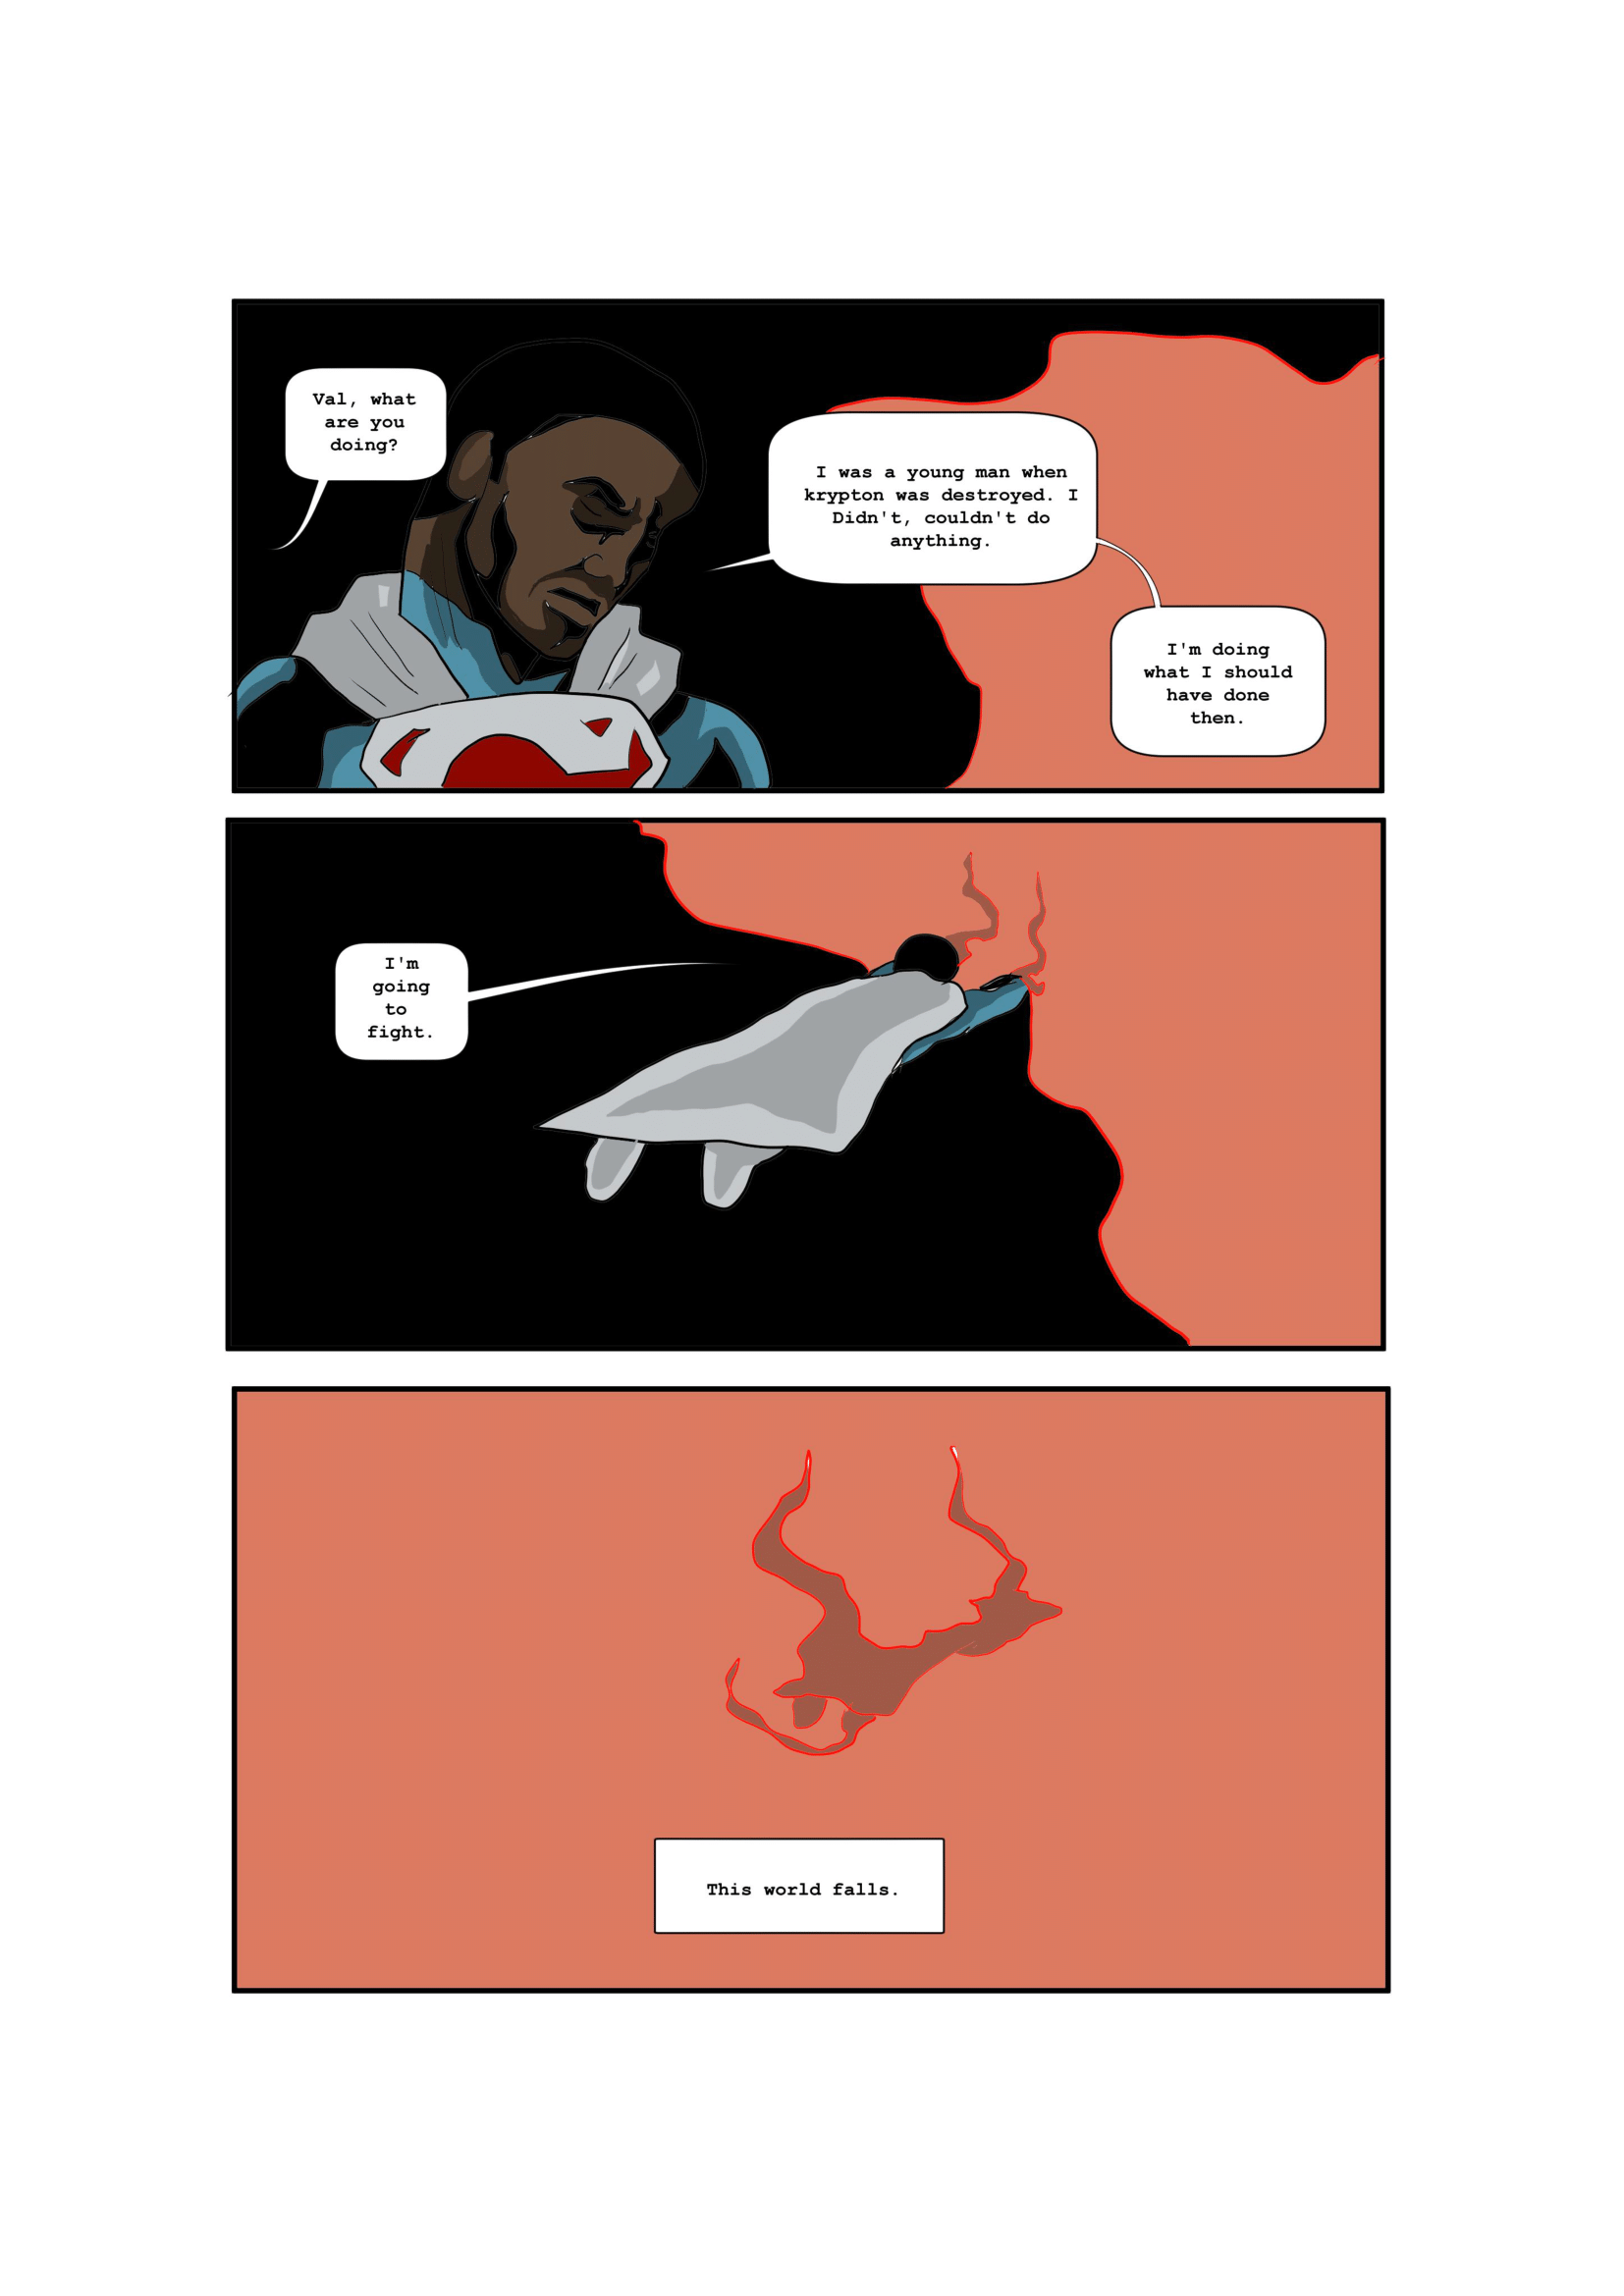 Val, what
are you
doing?
I was a young man when
krypton was destroyed. I
Didn't, couldn't do
anything.
I'm doing
what I should
have done
then.
I'm
going
to
fight.
This world falls.